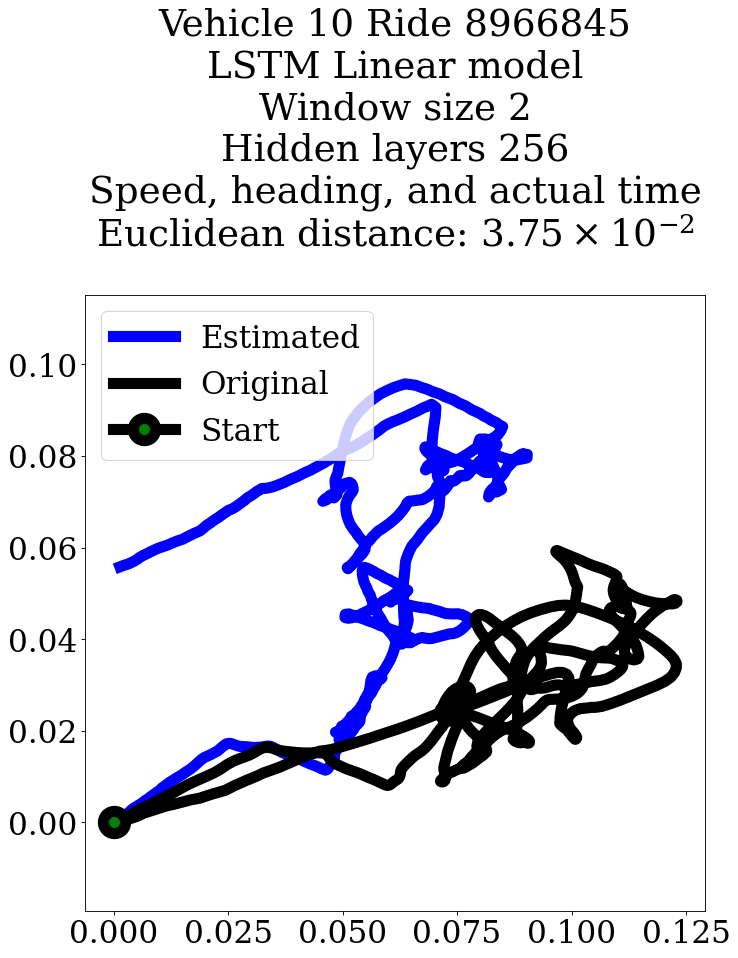 Vehicle 10 Ride 8966845
LSTM Linear model
Window size 2
Hidden layers 256
Speed, heading, and actual time
Euclidean distance: 3.75 × 10⁻²
Estimated
Original
Start
0.10
0.08
0.06
0.04
0.02
0.00
0.000 0.025 0.050 0.075 0.100 0.125